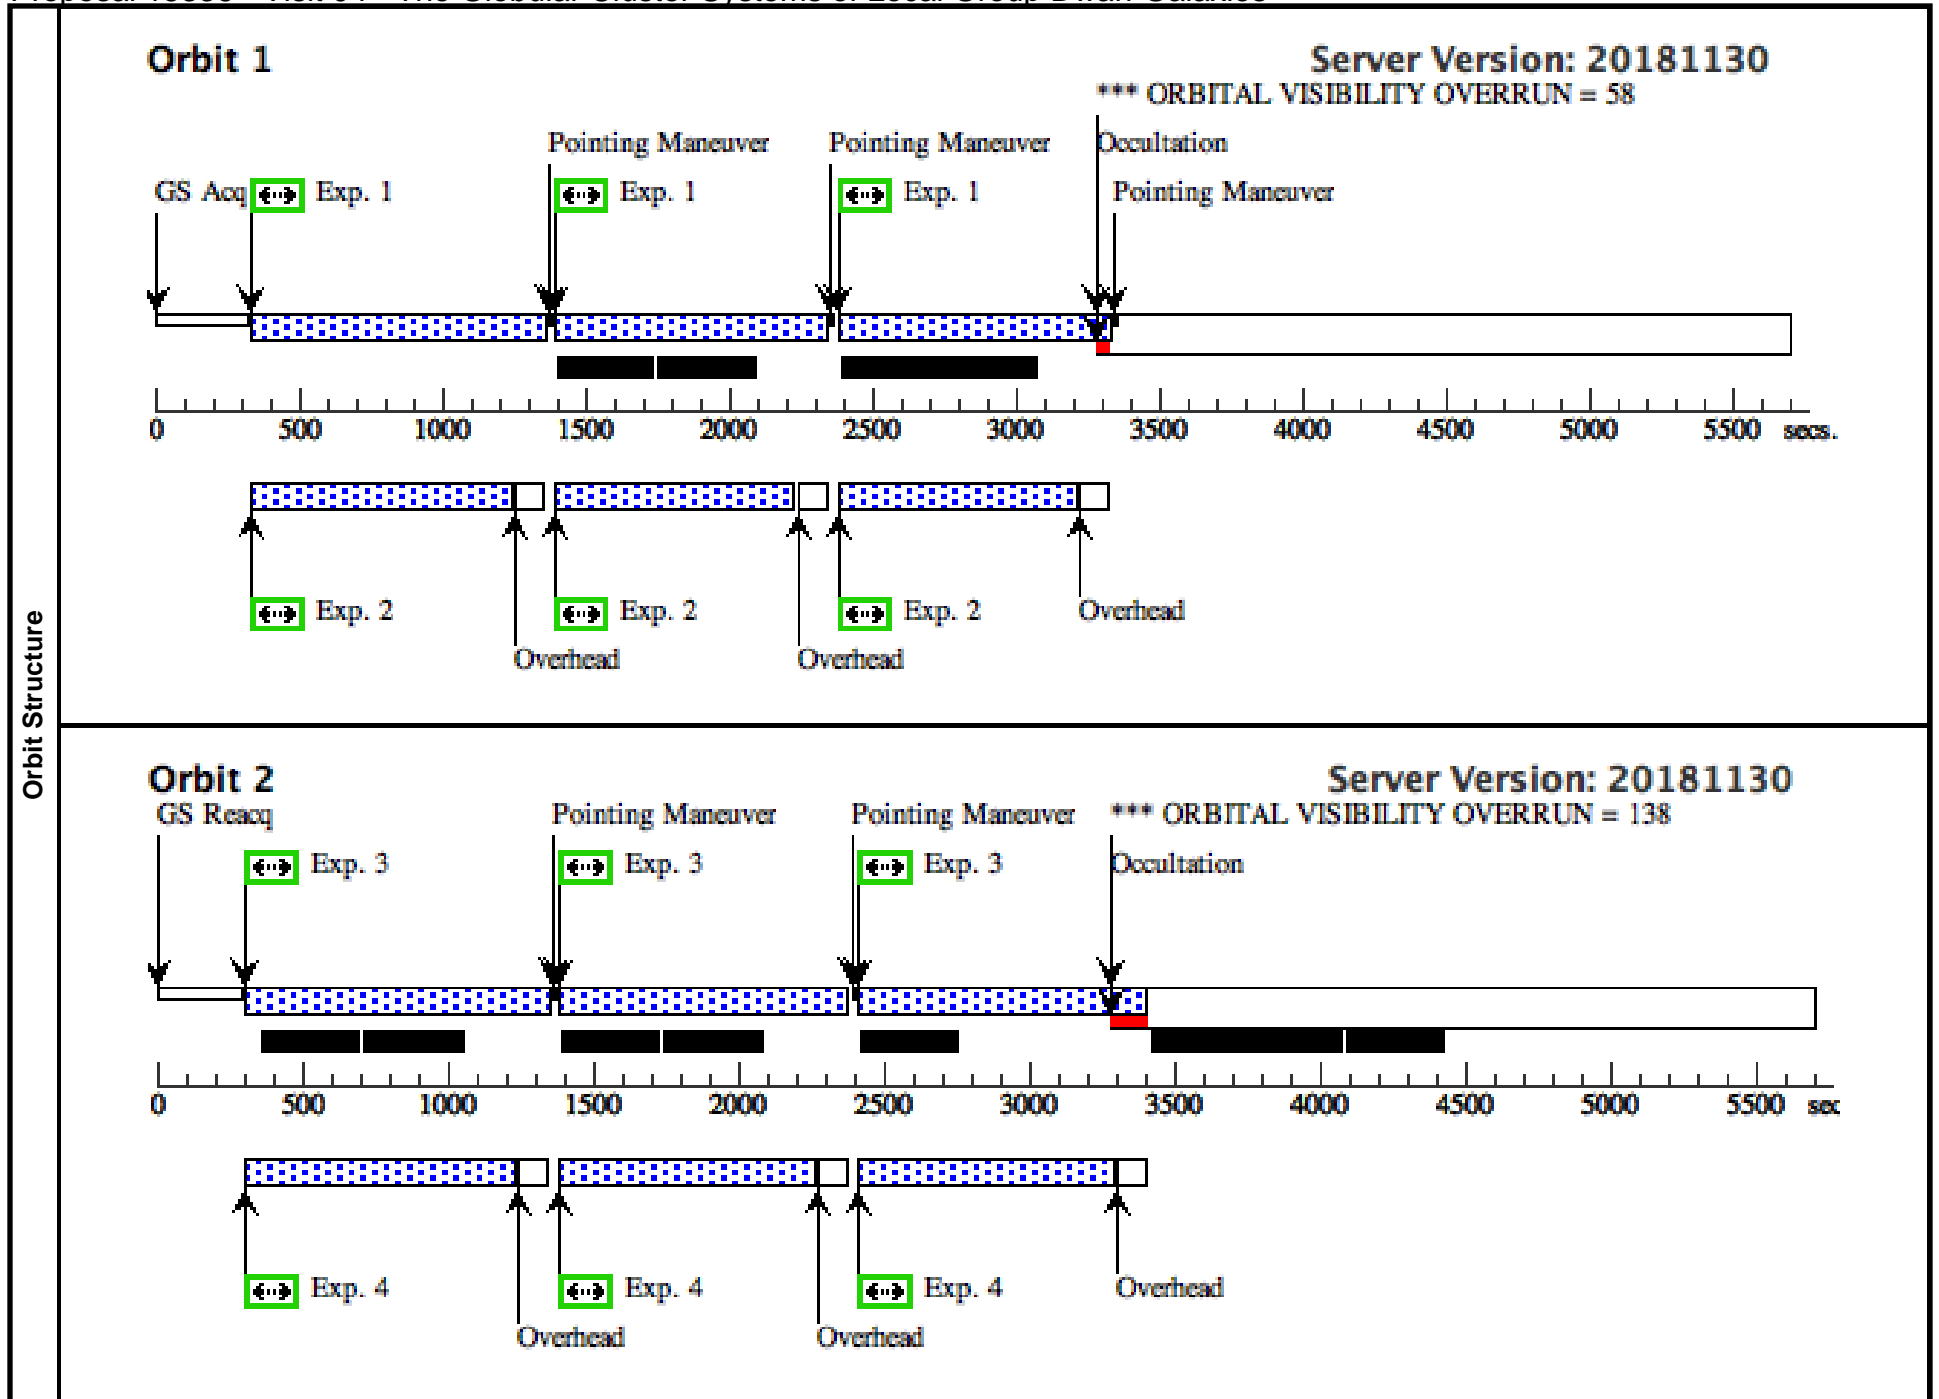 Orbit 1
Server Version: 20181130
*** ORBITAL VISIBILITY OVERRUN = 58
Pointing Maneuver Pointing Maneuver Occultation
GS Acq Exp. 1 Exp. 1 Exp. 1 Pointing Maneuver
0 500 1000 1500 2000 2500 3000 3500 4000 4500 5000 5500 secs.
Exp. 2 Exp. 2 Exp. 2 Overhead
Overhead Overhead
Orbit Structure
Orbit 2
Server Version: 20181130
GS Reacq Pointing Maneuver Pointing Maneuver *** ORBITAL VISIBILITY OVERRUN = 138
Exp. 3 Exp. 3 Exp. 3 Occultation
0 500 1000 1500 2000 2500 3000 3500 4000 4500 5000 5500 sec
Exp. 4 Exp. 4 Exp. 4 Overhead
Overhead Overhead